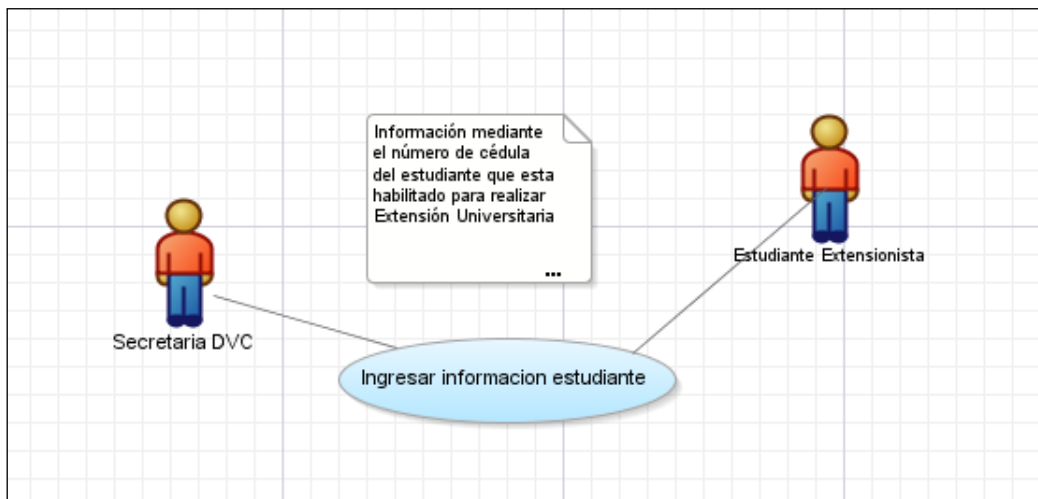 Información mediante
el número de cédula
del estudiante que esta
habilitado para realizar
Extensión Universitaria
...
Estudiante Extensionista
Secretaria DVC
Ingresar informacion estudiante